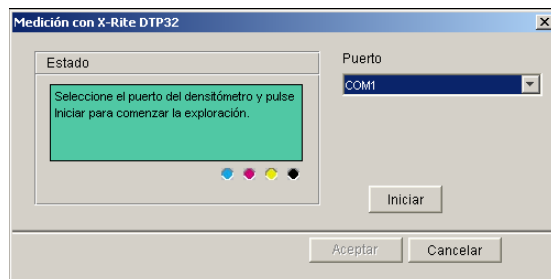 Medición con X-Rite DTP32
Estado
Seleccione el puerto del densitómetro y pulse
Iniciar para comenzar la exploración.
Puerto
COM1
Iniciar
Aceptar
Cancelar